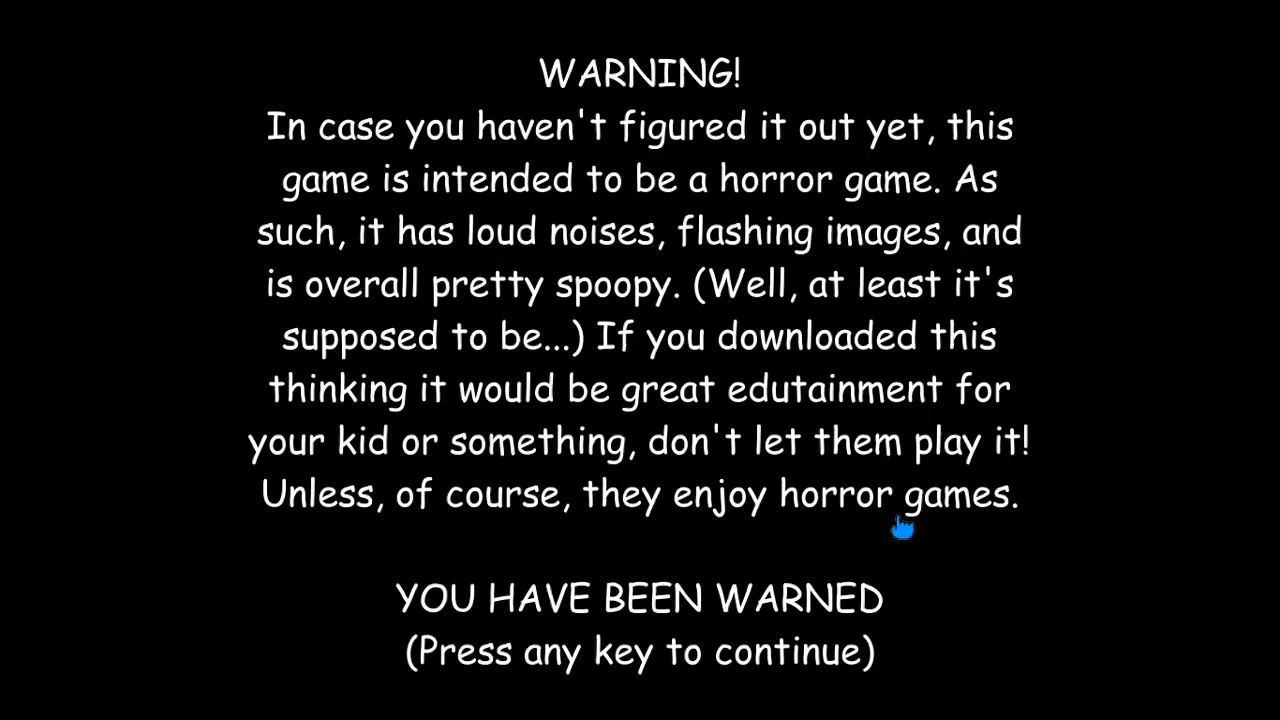 WARNING!
In case you haven't figured it out yet, this
game is intended to be a horror game. As
such, it has loud noises, flashing images, and
is overall pretty spoopy. (Well, at least it's
supposed to be...) If you downloaded this
thinking it would be great edutainment for
your kid or something, don't let them play it!
Unless, of course, they enjoy horror games.
YOU HAVE BEEN WARNED
(Press any key to continue)